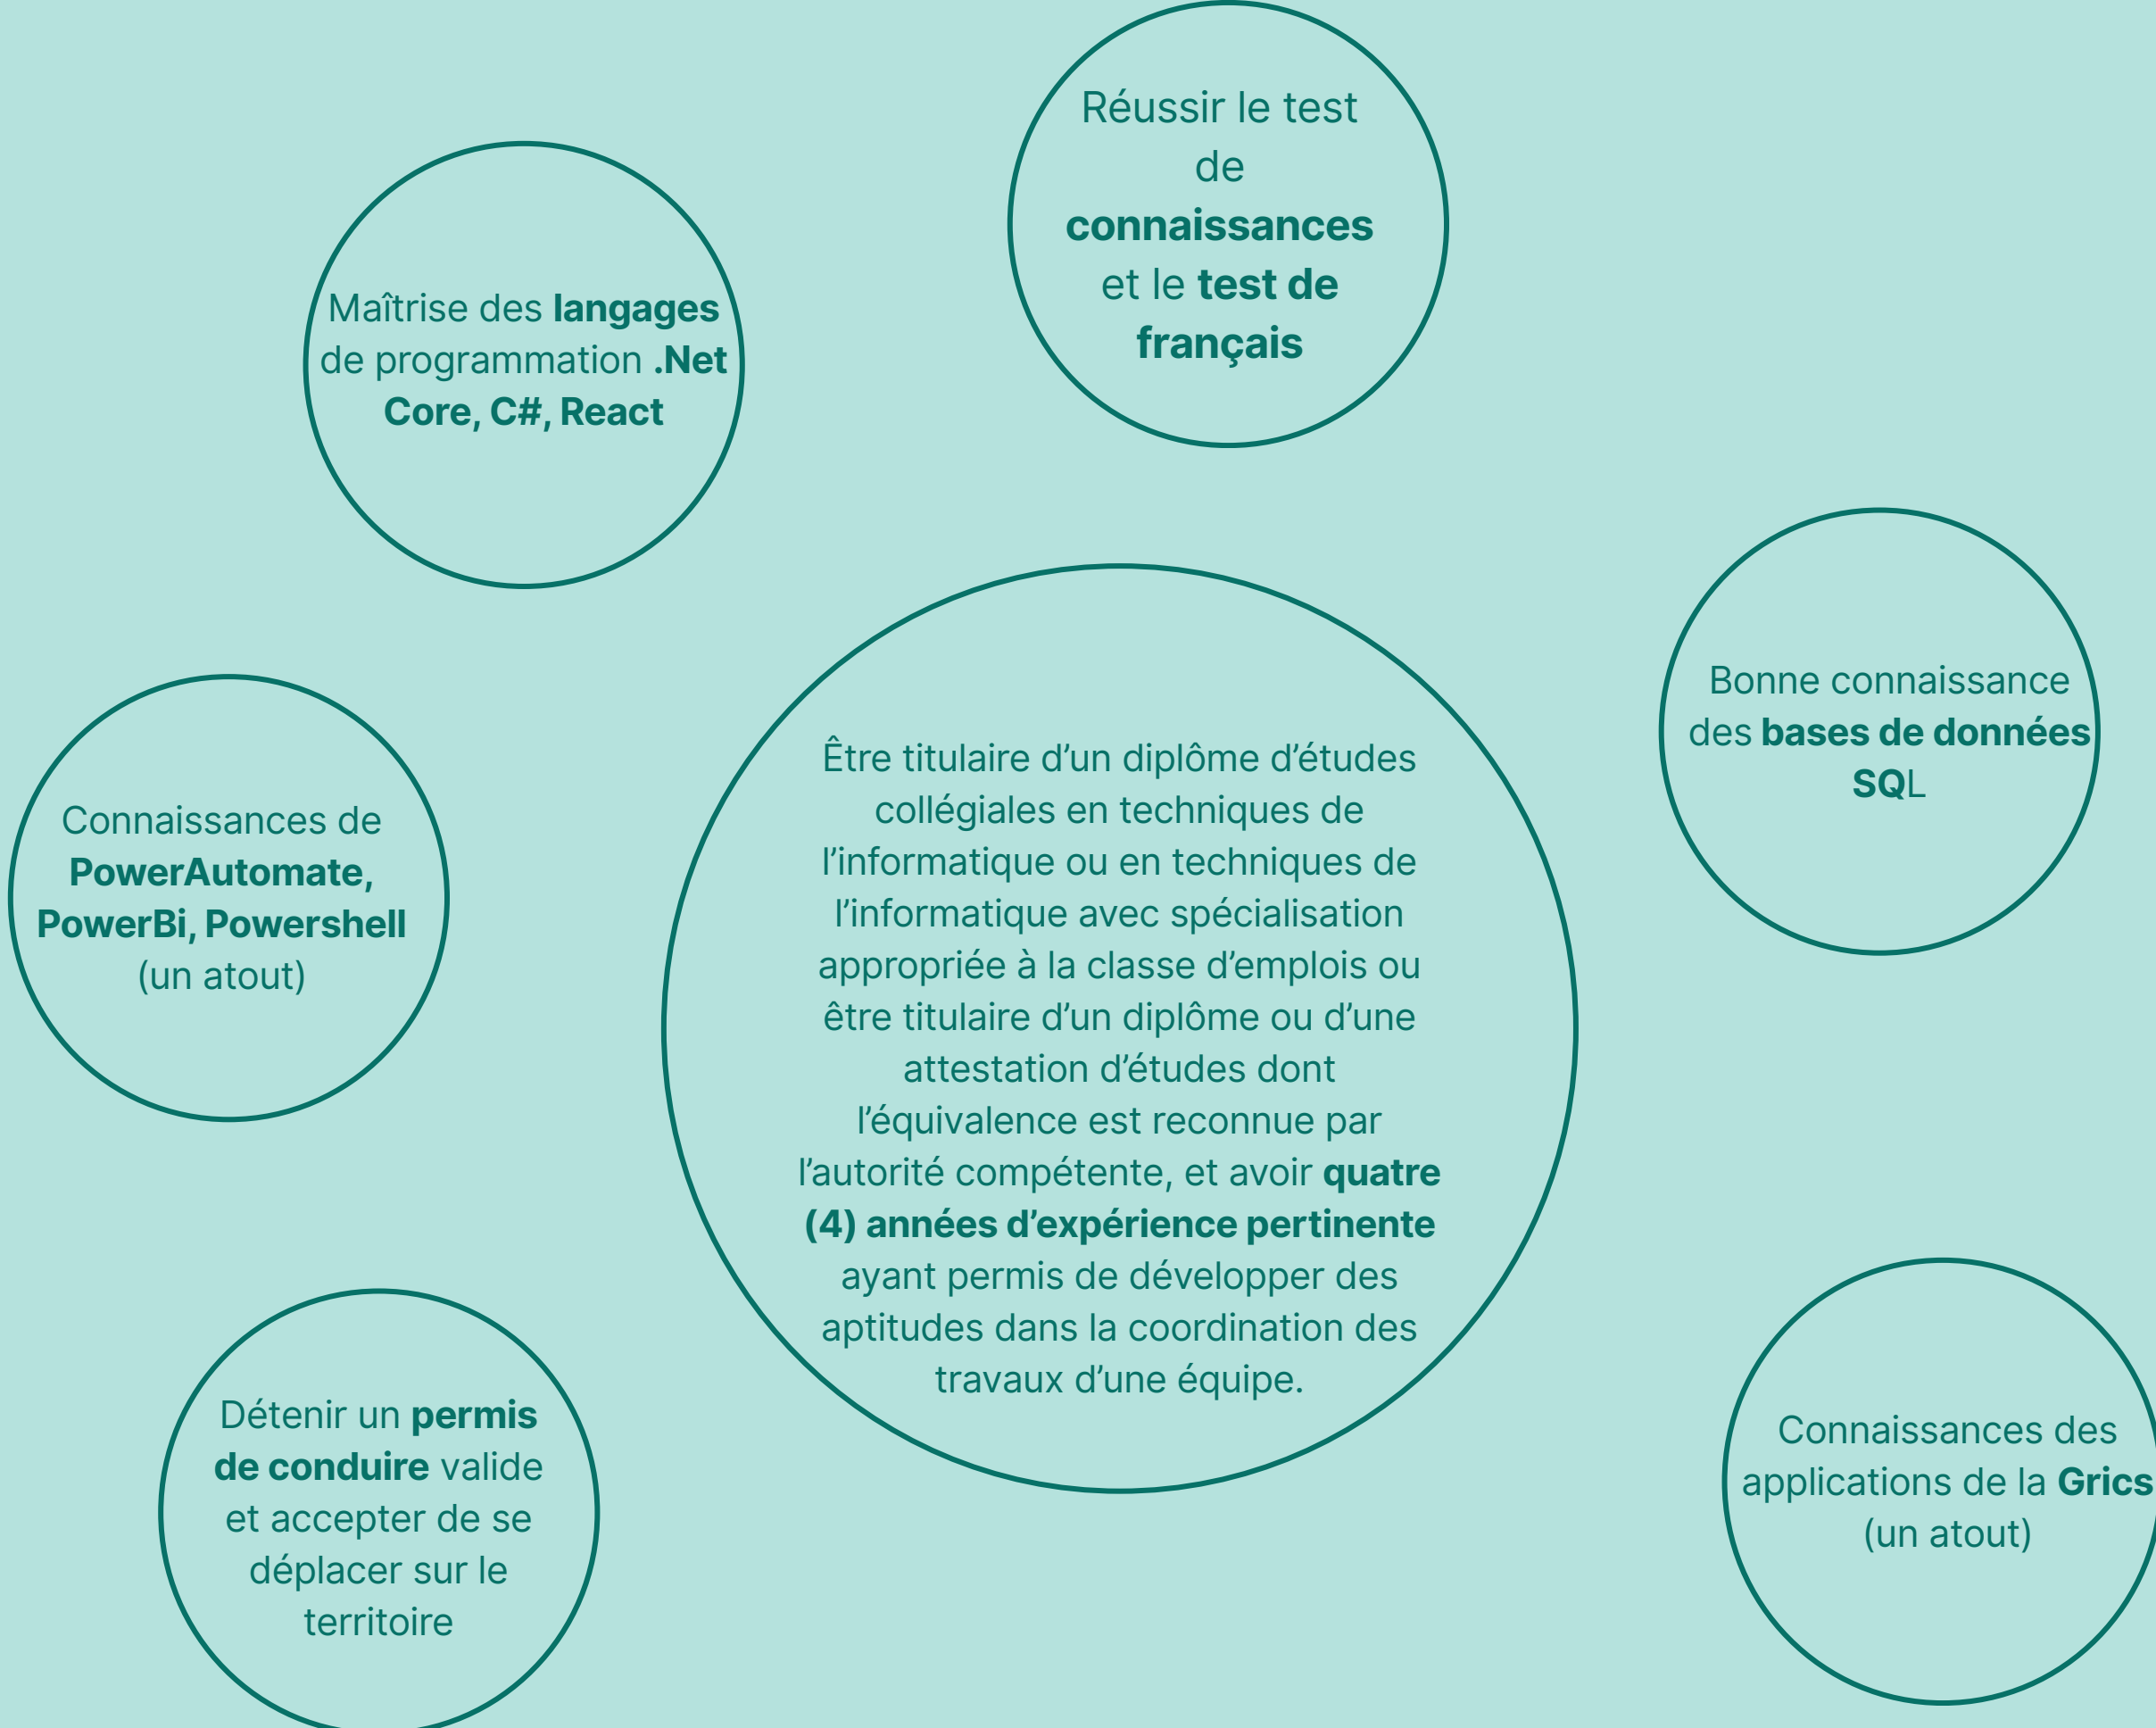 Réussir le test
de
connaissances
et le test de
français
Maîtrise des langages
de programmation .Net
Core, C#, React
Bonne connaissance
des bases de données
SQL
Connaissances de
PowerAutomate,
PowerBi, Powershell
(un atout)
Être titulaire d’un diplôme d’études
collégiales en techniques de
l’informatique ou en techniques de
l’informatique avec spécialisation
appropriée à la classe d’emplois ou
être titulaire d’un diplôme ou d’une
attestation d’études dont
l’équivalence est reconnue par
l’autorité compétente, et avoir quatre
(4) années d’expérience pertinente
ayant permis de développer des
aptitudes dans la coordination des
travaux d’une équipe.
Détenir un permis
de conduire valide
et accepter de se
déplacer sur le
territoire
Connaissances des
applications de la Grics
(un atout)